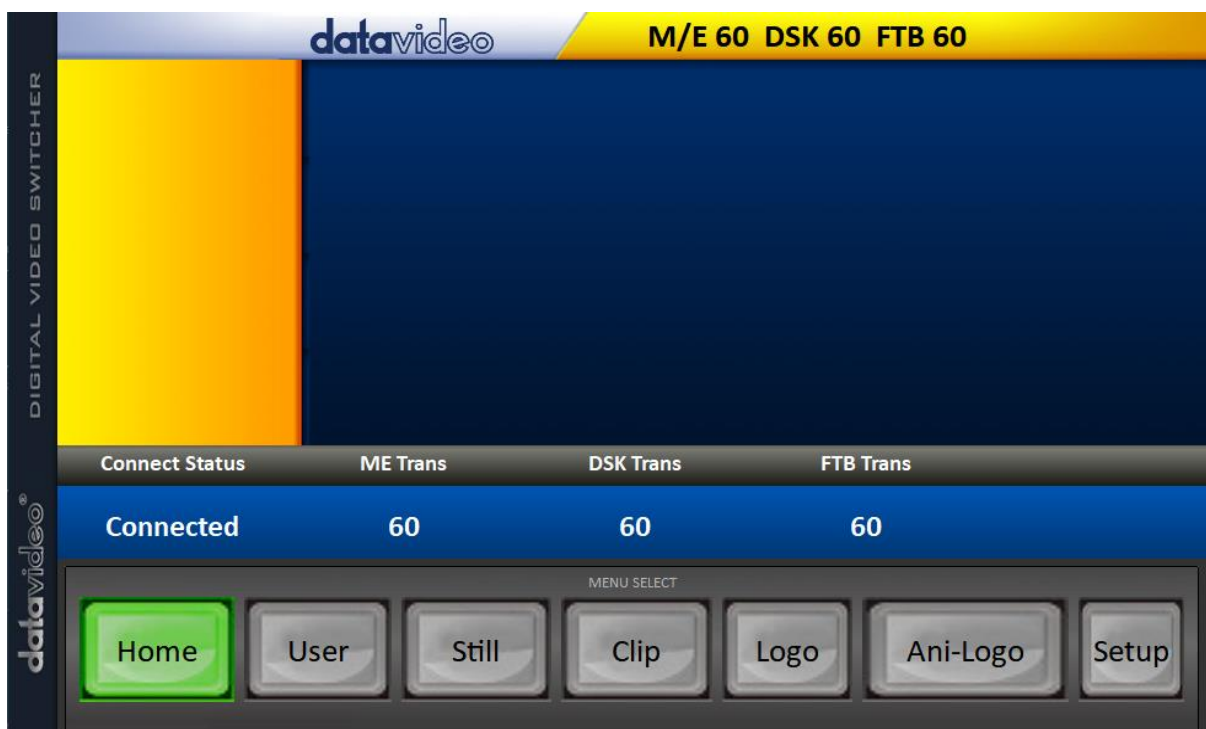 datavideo
M/E 60 DSK 60 FTB 60
DIGITAL VIDEO SWITCHER
datavideo®
Connect Status ME Trans DSK Trans FTB Trans
Connected 60 60 60
MENU SELECT
Home User Still Clip Logo Ani-Logo Setup